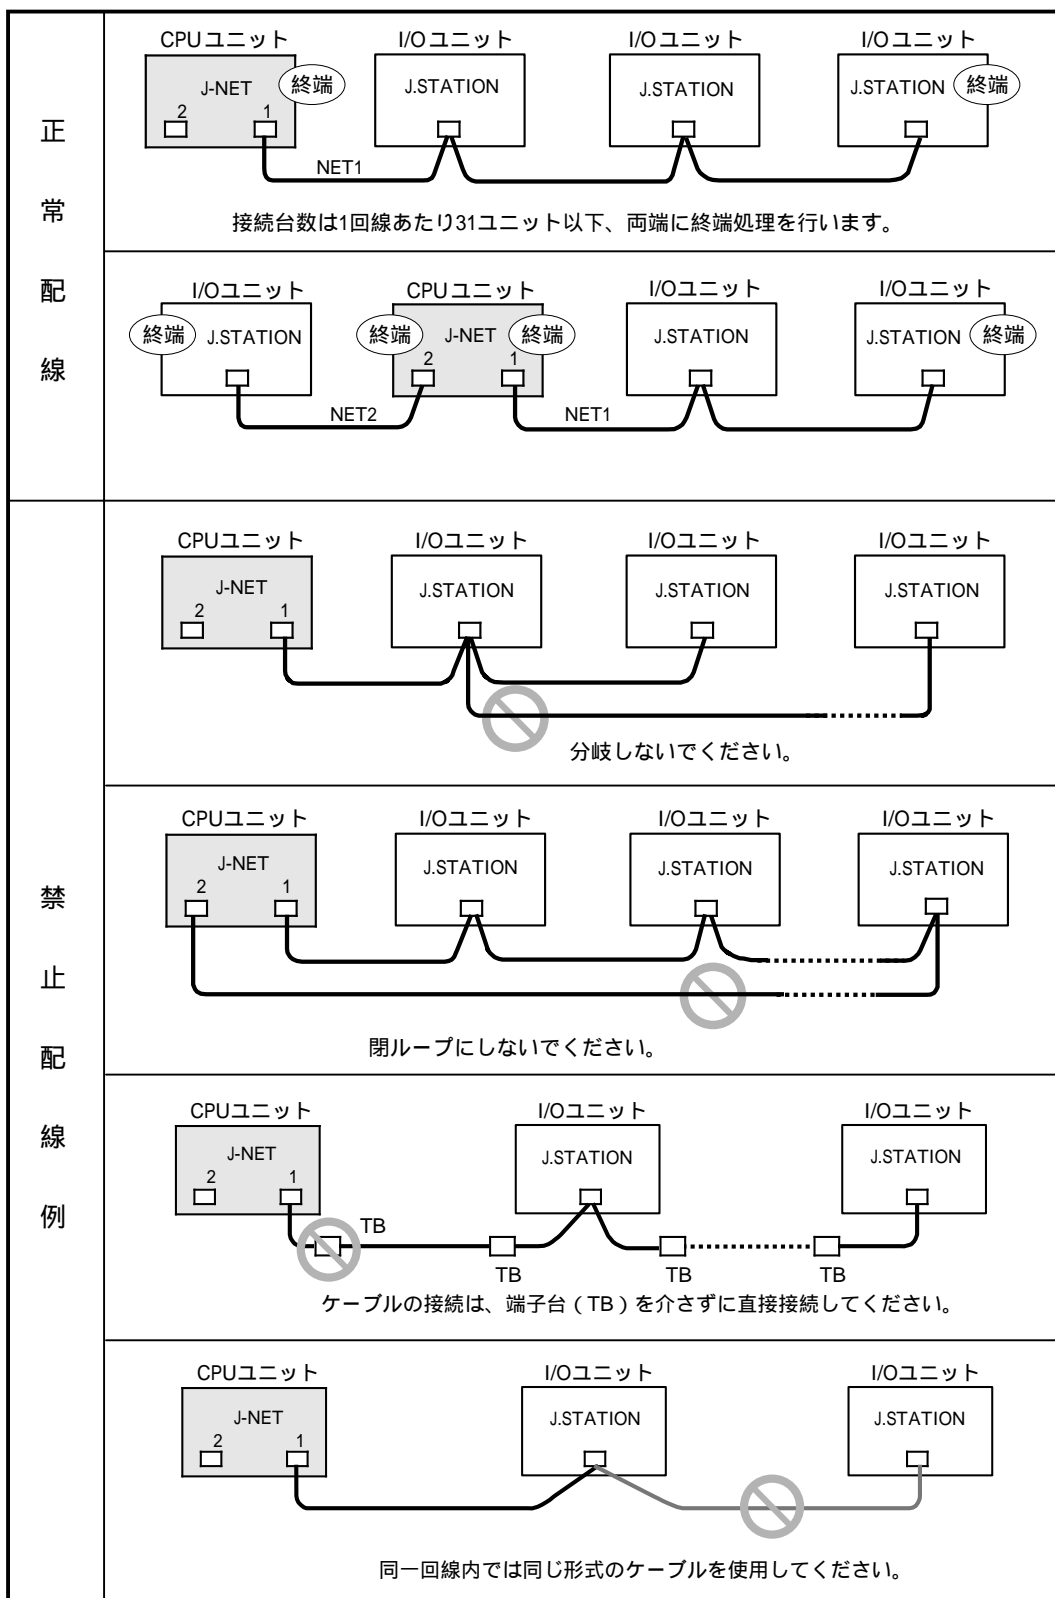 正常配線
CPUユニット I/Oユニット I/Oユニット I/Oユニット
J-NET 終端 J.STATION J.STATION J.STATION 終端
2 1
NET1
接続台数は1回線あたり31ユニット以下、両端に終端処理を行います。
I/Oユニット CPUユニット I/Oユニット I/Oユニット
終端 J.STATION 終端 J-NET 終端 J.STATION J.STATION 終端
2 1
NET2 NET1
禁止配線例
CPUユニット I/Oユニット I/Oユニット I/Oユニット
J-NET J.STATION J.STATION J.STATION
2 1
分岐しないでください。
CPUユニット I/Oユニット I/Oユニット I/Oユニット
J-NET J.STATION J.STATION J.STATION
2 1
閉ループにしないでください。
CPUユニット I/Oユニット I/Oユニット
J-NET J.STATION J.STATION
2 1
TB
TB TB TB
ケーブルの接続は、端子台(TB)を介さずに直接接続してください。
CPUユニット I/Oユニット I/Oユニット
J-NET J.STATION J.STATION
2 1
同一回線内では同じ形式のケーブルを使用してください。